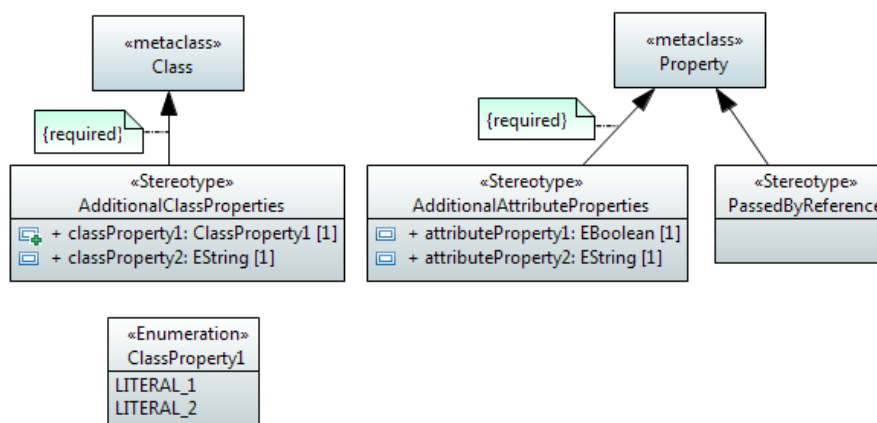 «metaclass»
Class
«metaclass»
Property
{required}
{required}
«Stereotype»
AdditionalClassProperties
+ classProperty1: ClassProperty1 [1]
+ classProperty2: EString [1]
«Stereotype»
AdditionalAttributeProperties
+ attributeProperty1: EBoolean [1]
+ attributeProperty2: EString [1]
«Stereotype»
PassedByReference
«Enumeration»
ClassProperty1
LITERAL_1
LITERAL_2